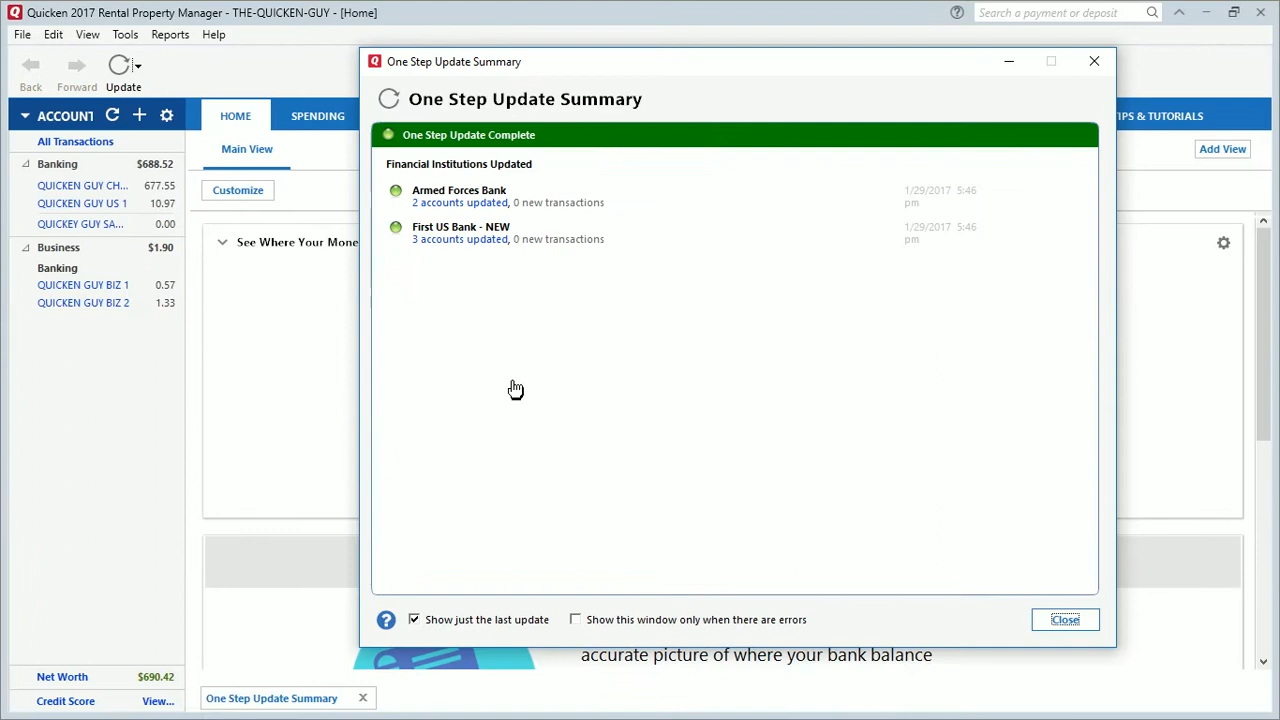 Quicken 2017 Rental Property Manager - THE-QUICKEN-GUY - [Home]
Search a payment or deposit
File Edit View Tools Reports Help
Back Forward Update
ACCOUNT
HOME
SPENDING
TIPS & TUTORIALS
All Transactions
Banking $688.52
QUICKEN GUY CH... 677.55
QUICKEN GUY US 1 10.97
QUICKEY GUY SA... 0.00
Business $1.90
Banking
QUICKEN GUY BIZ 1 0.57
QUICKEN GUY BIZ 2 1.33
Net Worth $690.42
Credit Score View...
Main View
Add View
Customize
See Where Your Mone
One Step Update Summary
One Step Update Summary
One Step Update Complete
Financial Institutions Updated
Armed Forces Bank 1/29/2017 5:46
2 accounts updated, 0 new transactions pm
First US Bank - NEW 1/29/2017 5:46
3 accounts updated, 0 new transactions pm
Show just the last update
Show this window only when there are errors
Close
accurate picture of where your bank balance
One Step Update Summary